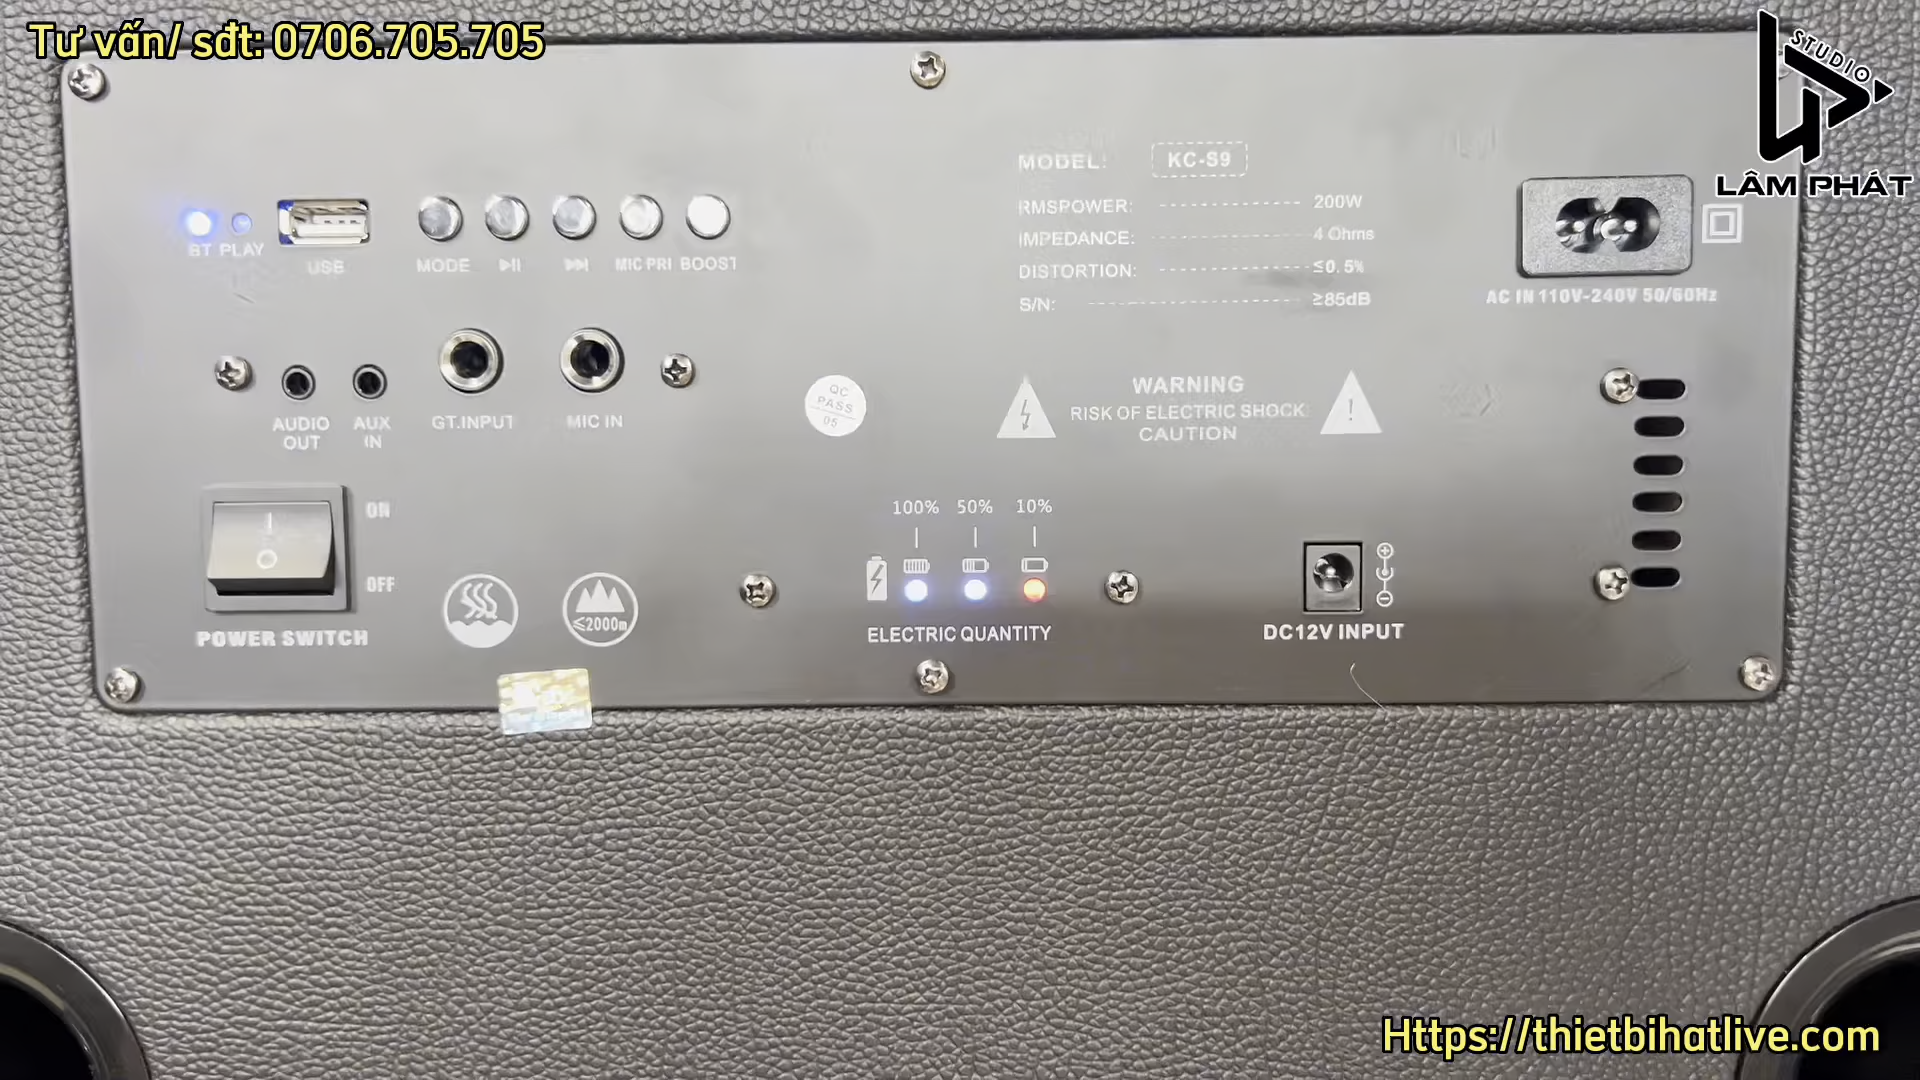 Tư vấn/ sđt: 0706.705.705
STUDIO
LÂM PHÁT
MODEL: KC-S9
RMSPOWER: 200W
IMPEDANCE: 4 Ohms
DISTORTION: ≤0.5%
S/N: ≥85dB
BT PLAY
USB
MODE
MIC PRI
BOOST
AC IN 110V-240V 50/60Hz
AUDIO OUT
AUX IN
GT.INPUT
MIC IN
QC
PASS
05
WARNING
RISK OF ELECTRIC SHOCK
CAUTION
ON
OFF
POWER SWITCH
≤2000m
100% 50% 10%
ELECTRIC QUANTITY
DC12V INPUT
Https://thietbihatlive.com